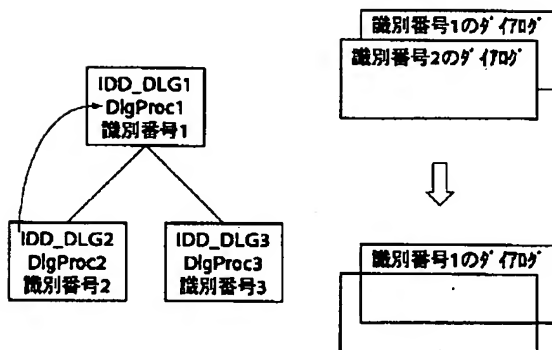 IDD_DLG1
DlgProc1
識別番号1
IDD_DLG2
DlgProc2
識別番号2
IDD_DLG3
DlgProc3
識別番号3
識別番号1のダイアログ
識別番号2のダイアログ
識別番号1のダイアログ